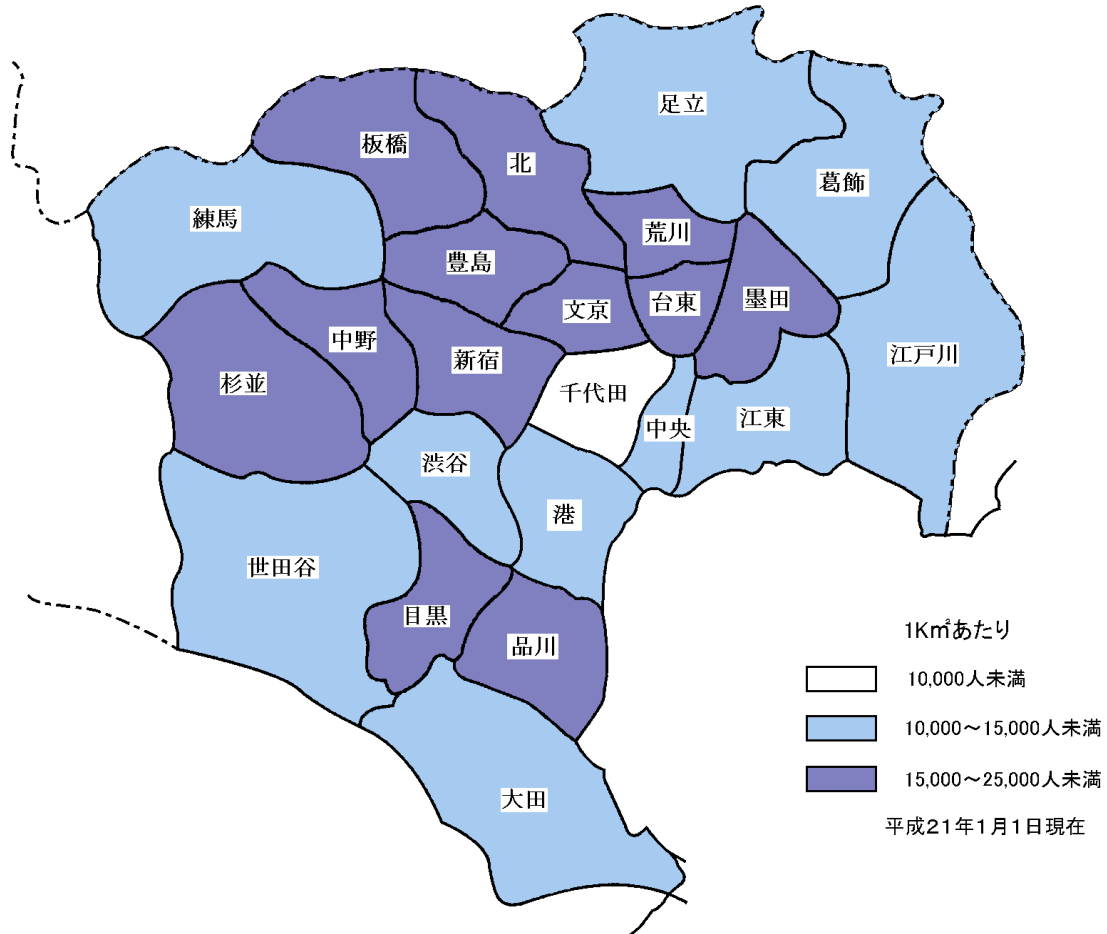 足立
板橋
北
葛飾
練馬
荒川
豊島
墨田
台東
文京
中野
江戸川
新宿
杉並
千代田
江東
中央
渋谷
港
世田谷
目黒
品川
大田
1K㎡あたり
10,000人未満
10,000～15,000人未満
15,000～25,000人未満
平成21年1月1日現在